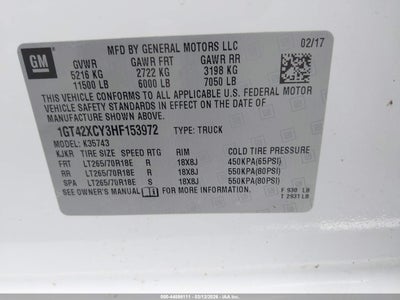 GM
MFD BY GENERAL MOTORS LLC 02/17
GVWR GAWR FRT GAWR RR
5216 KG 2722 KG 3198 KG
11500 LB 6000 LB 7050 LB
THIS VEHICLE CONFORMS TO ALL APPLICABLE U.S. FEDERAL MOTOR
VEHICLE SAFETY STANDARDS IN EFFECT ON THE DATE OF
MANUFACTURE SHOWN ABOVE.
1GT42XCY3HF153972 TYPE: TRUCK
MODEL: K35743
KJKR TIRE SIZE SPEED RTG RIM COLD TIRE PRESSURE
FRT LT265/70R18E R 18X8J 450KPA(65PSI)
RR LT265/70R18E R 18X8J 550KPA(80PSI)
SPA LT265/70R18E S 18X8J 550KPA(80PSI)
SEE OWNER'S MANUAL FOR MORE INFORMATION
F 930 LB
T 2931 LB